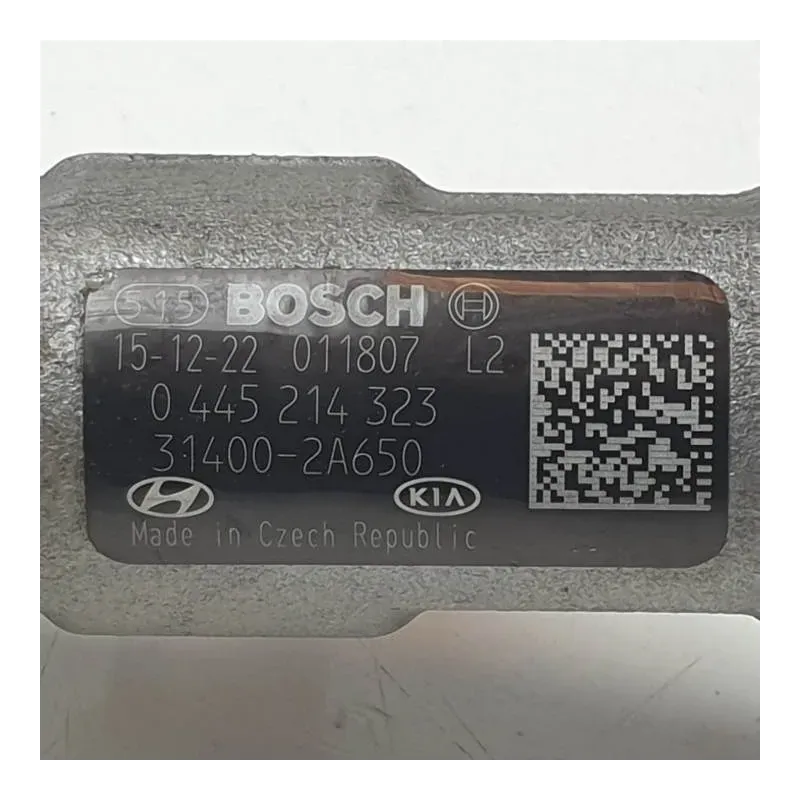 515 BOSCH
15-12-22 011807 L2
0 445 214 323
31400-2A650
KIA
Made in Czech Republic